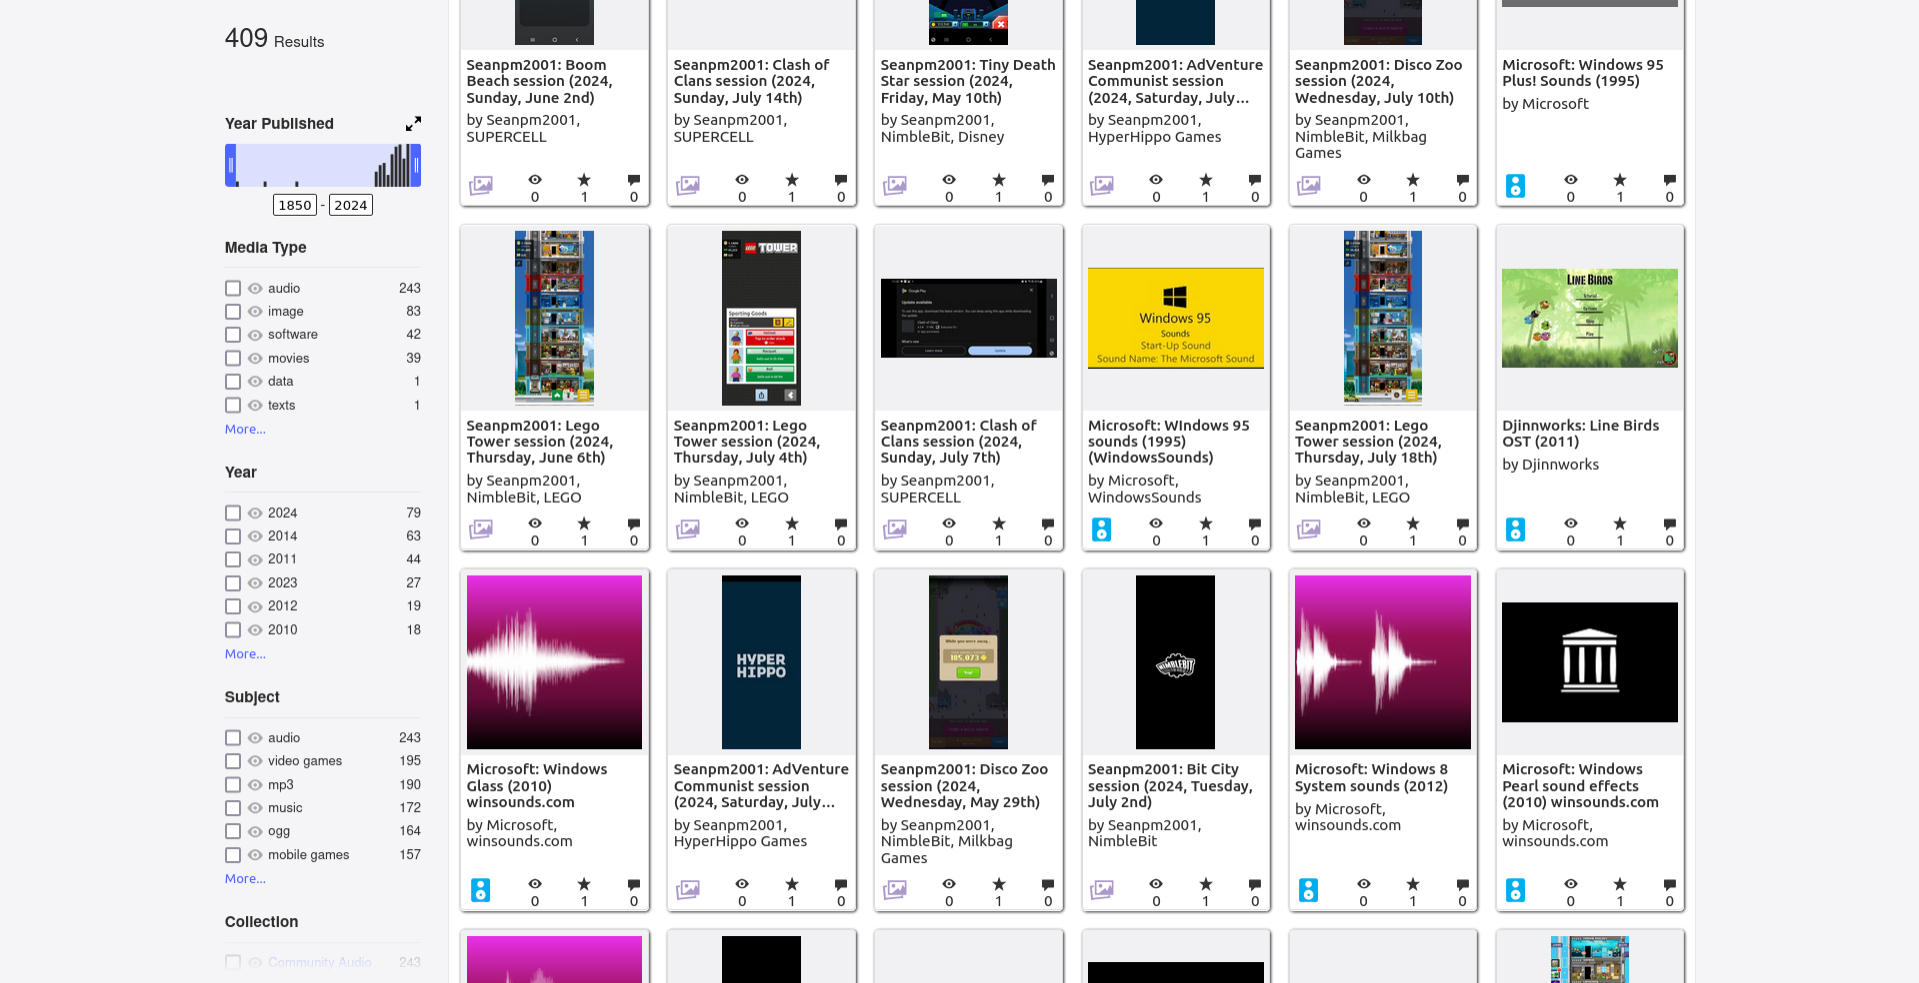 409 Results
Year Published
1850 - 2024
Media Type
audio 243
image 83
software 42
movies 39
data 1
texts 1
More...
Year
2024 79
2014 63
2011 44
2023 27
2012 19
2010 18
More...
Subject
audio 243
video games 195
mp3 190
music 172
ogg 164
mobile games 157
More...
Collection
Community Audio 243
Seanpm2001: Boom
Beach session (2024,
Sunday, June 2nd)
by Seanpm2001,
SUPERCELL
0 1 0
Seanpm2001: Clash of
Clans session (2024,
Sunday, July 14th)
by Seanpm2001,
SUPERCELL
0 1 0
Seanpm2001: Tiny Death
Star session (2024,
Friday, May 10th)
by Seanpm2001,
NimbleBit, Disney
0 1 0
Seanpm2001: AdVenture
Communist session
(2024, Saturday, July...
by Seanpm2001,
HyperHippo Games
0 1 0
Seanpm2001: Disco Zoo
session (2024,
Wednesday, July 10th)
by Seanpm2001,
NimbleBit, Milkbag
Games
0 1 0
Microsoft: Windows 95
Plus! Sounds (1995)
by Microsoft
0 1 0
Seanpm2001: Lego
Tower session (2024,
Thursday, June 6th)
by Seanpm2001,
NimbleBit, LEGO
0 1 0
TOWER
Sporting Goods
Seanpm2001: Lego
Tower session (2024,
Thursday, July 4th)
by Seanpm2001,
NimbleBit, LEGO
0 1 0
Google Play
Update available
Seanpm2001: Clash of
Clans session (2024,
Sunday, July 7th)
by Seanpm2001,
SUPERCELL
0 1 0
Windows 95
Sounds
Start-Up Sound
Sound Name: The Microsoft Sound
Microsoft: WIndows 95
sounds (1995)
(WindowsSounds)
by Microsoft,
WindowsSounds
0 1 0
Seanpm2001: Lego
Tower session (2024,
Thursday, July 18th)
by Seanpm2001,
NimbleBit, LEGO
0 1 0
LINE BIRDS
Djinnworks: Line Birds
OST (2011)
by Djinnworks
0 1 0
Microsoft: Windows
Glass (2010)
winsounds.com
by Microsoft,
winsounds.com
0 1 0
HYPER
HIPPO
Seanpm2001: AdVenture
Communist session
(2024, Saturday, July...
by Seanpm2001,
HyperHippo Games
0 1 0
While you were away...
185,073
Seanpm2001: Disco Zoo
session (2024,
Wednesday, May 29th)
by Seanpm2001,
NimbleBit, Milkbag
Games
0 1 0
NIMBLEBIT
Seanpm2001: Bit City
session (2024, Tuesday,
July 2nd)
by Seanpm2001,
NimbleBit
0 1 0
Microsoft: Windows 8
System sounds (2012)
by Microsoft,
winsounds.com
0 1 0
Microsoft: Windows
Pearl sound effects
(2010) winsounds.com
by Microsoft,
winsounds.com
0 1 0